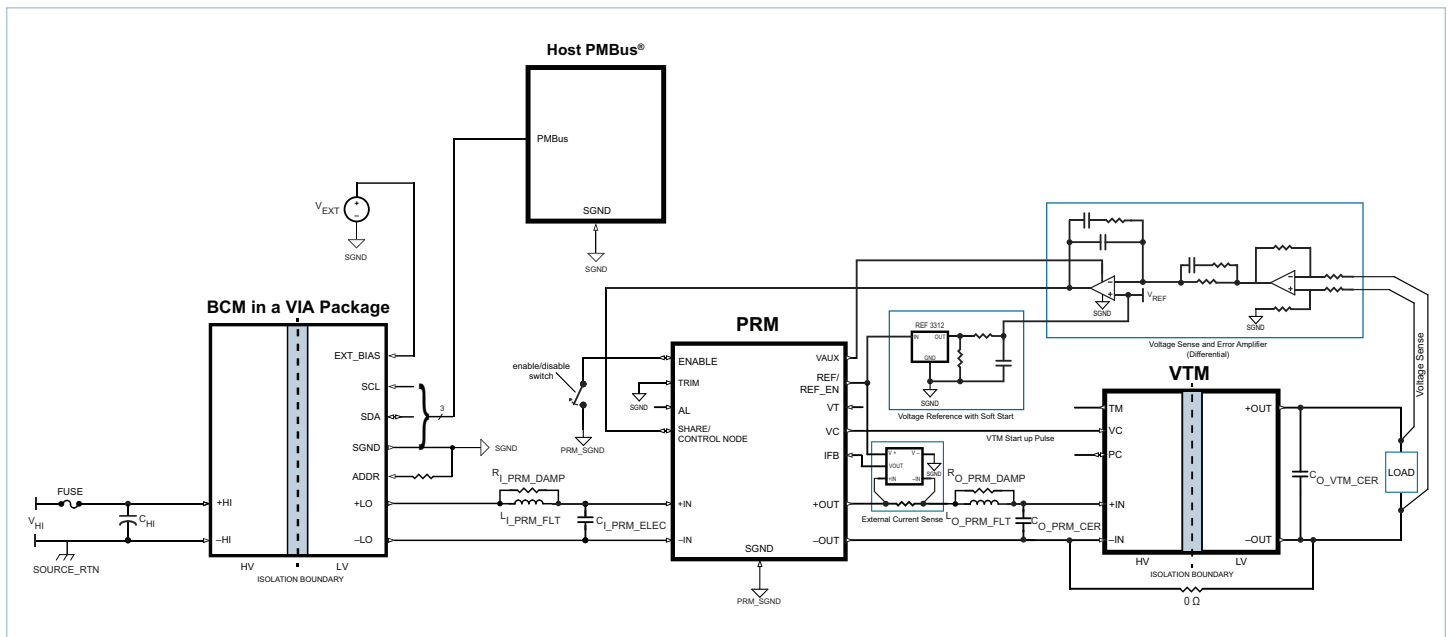 Host PMBus®
PMBus
SGND
SGND
VEXT
SGND
BCM in a VIA Package
EXT_BIAS
SCL
SDA
3
SGND
SGND
ADDR
+LO
–LO
+HI
–HI
HV
LV
ISOLATION BOUNDARY
FUSE
VHI
CHI
SOURCE_RTN
RI_PRM_DAMP
LI_PRM_FLT
CI_PRM_ELEC
enable/disable
switch
SGND
PRM_SGND
PRM
ENABLE
TRIM
AL
SHARE/
CONTROL NODE
+IN
–IN
SGND
PRM_SGND
VAUX
REF/
REF_EN
VT
VC
IFB
+OUT
–OUT
REF 3312
IN
OUT
GND
SGND
Voltage Reference with Soft Start
SGND
VREF
SGND
Voltage Sense and Error Amplifier
(Differential)
Voltage Sense
VTM Start up Pulse
V +
V –
VOUT
SGND
+IN
–IN
External Current Sense
RO_PRM_DAMP
LO_PRM_FLT
CO_PRM_CER
VTM
TM
VC
PC
+IN
–IN
+OUT
–OUT
HV
LV
ISOLATION BOUNDARY
0 Ω
CO_VTM_CER
LOAD